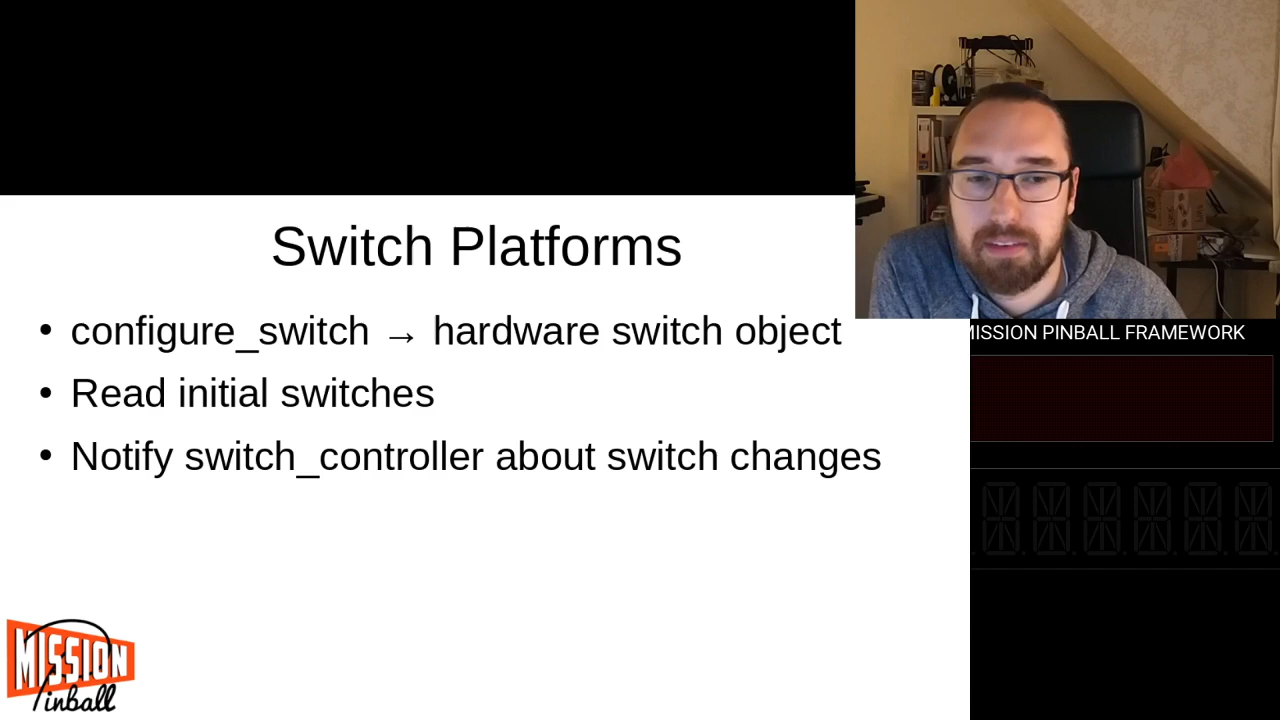 Switch Platforms
• configure_switch → hardware switch object
• Read initial switches
• Notify switch_controller about switch changes
MISSION PINBALL FRAMEWORK
MISSION
Pinball